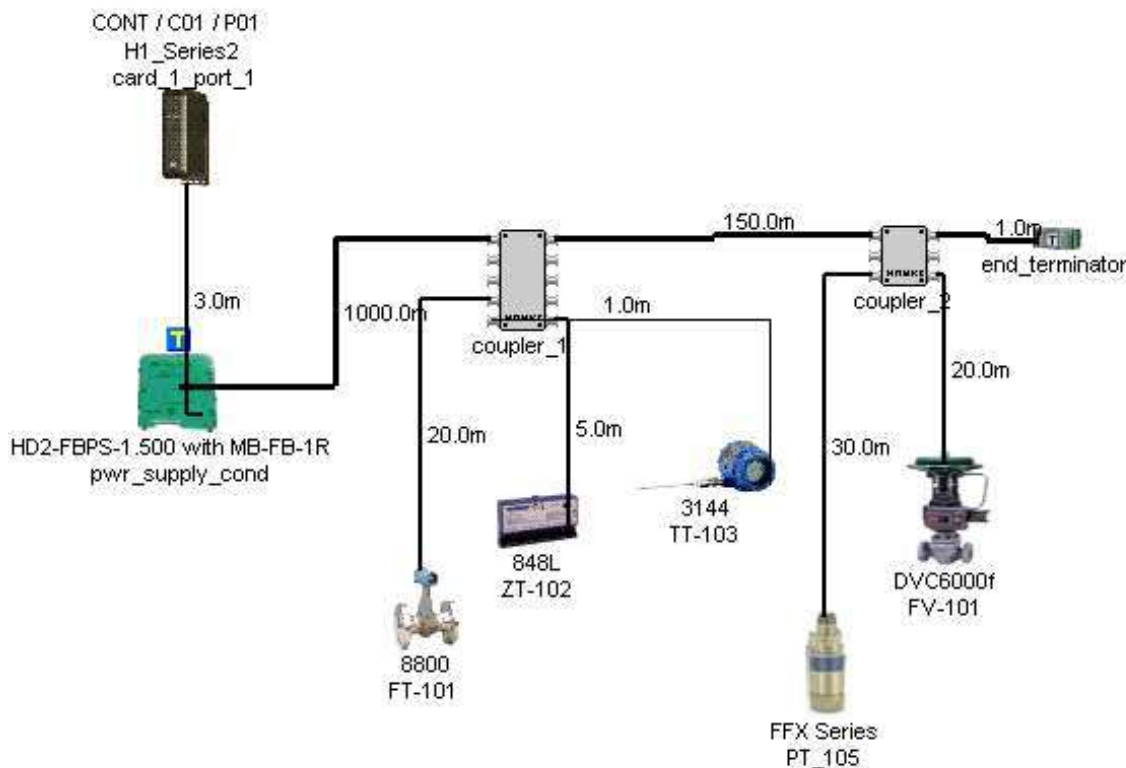 CONT / C01 / P01
H1_Series2
card_1_port_1
3.0m
T
HD2-FBPS-1.500 with MB-FB-1R
pwr_supply_cond
1000.0m
coupler_1
150.0m
coupler_2
1.0m
T
end_terminator
20.0m
5.0m
1.0m
30.0m
20.0m
8800
FT-101
848L
ZT-102
3144
TT-103
FFX Series
PT_105
DVC6000f
FV-101